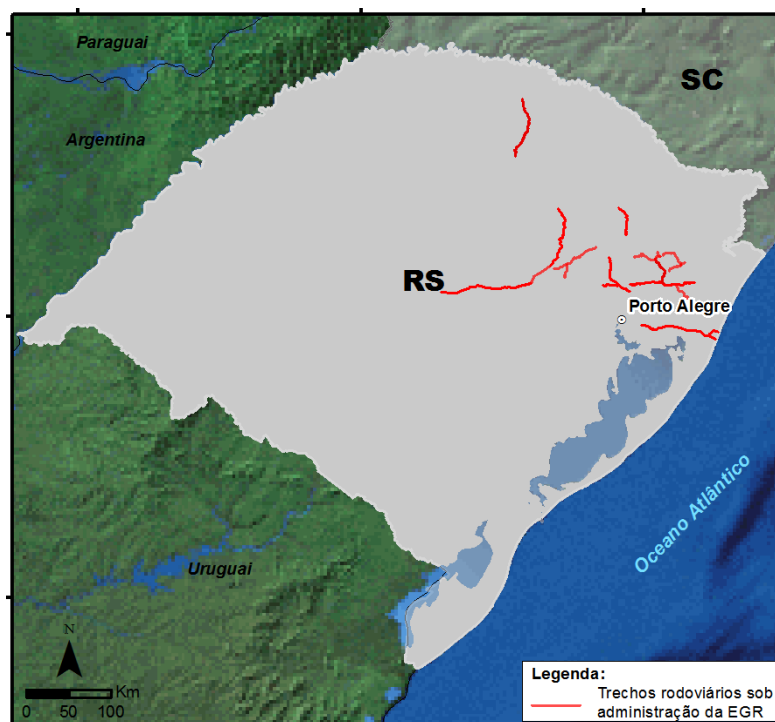 Paraguai
SC
Argentina
RS
Porto Alegre
Oceano Atlântico
Uruguai
N
Km
0 50 100
Legenda:
Trechos rodoviários sob
administração da EGR